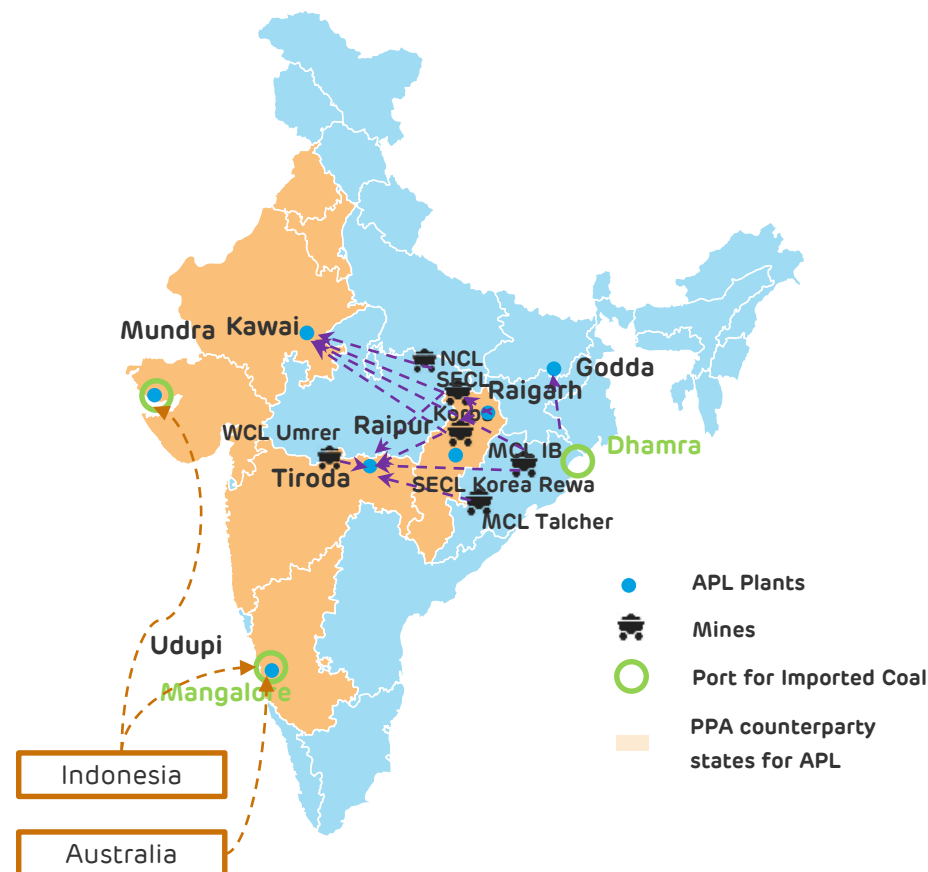 Mundra
Kawai
NCL
SECL
Korba
Raigarh
Godda
Raipur
WCL Umrer
Tiroda
MCL IB
Dhamra
SECL Korea Rewa
MCL Talcher
APL Plants
Mines
Port for Imported Coal
PPA counterparty
states for APL
Udupi
Mangalore
Indonesia
Australia